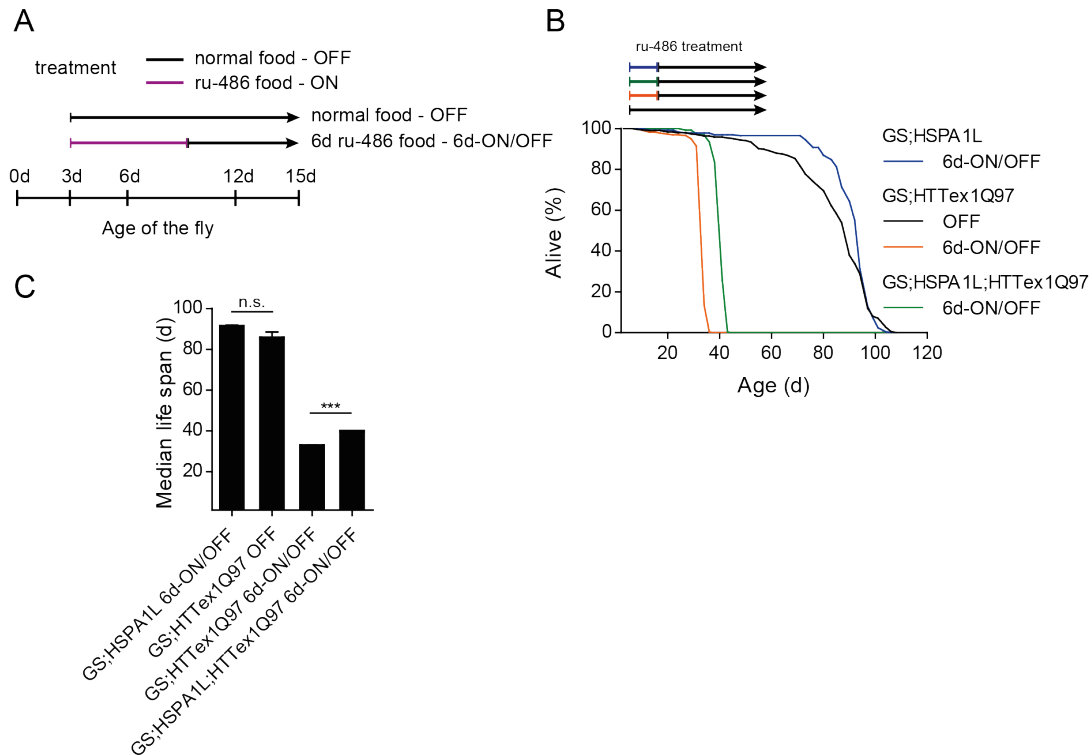 A
treatment
normal food - OFF
ru-486 food - ON
normal food - OFF
6d ru-486 food - 6d-ON/OFF
0d 3d 6d 12d 15d
Age of the fly
B
ru-486 treatment
100
80
60
40
20
0
Alive (%)
20 40 60 80 100 120
Age (d)
GS;HSPA1L
6d-ON/OFF
GS;HTTex1Q97
OFF
6d-ON/OFF
GS;HSPA1L;HTTex1Q97
6d-ON/OFF
C
n.s.
***
100
80
60
40
20
Median life span (d)
GS;HSPA1L 6d-ON/OFF
GS;HTTex1Q97 OFF
GS;HTTex1Q97 6d-ON/OFF
GS;HSPA1L;HTTex1Q97 6d-ON/OFF